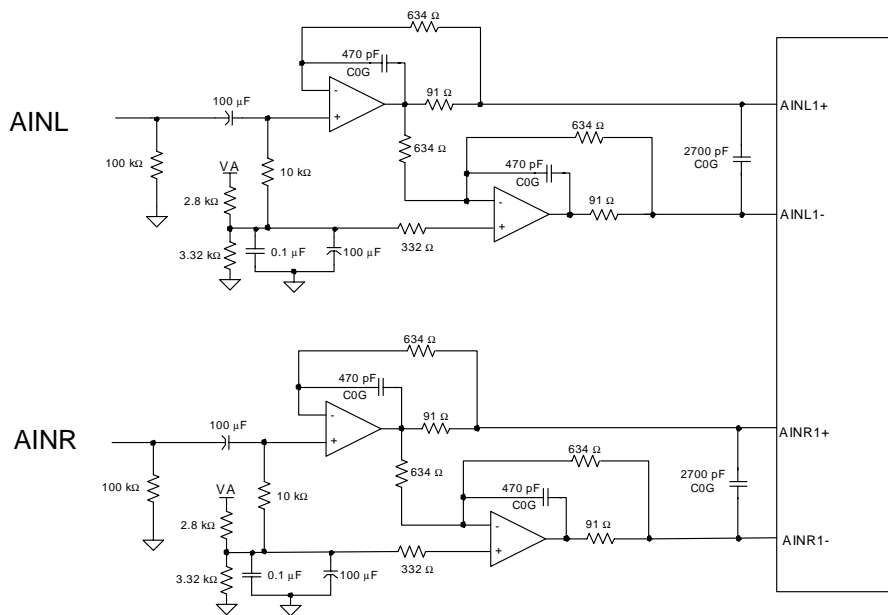 634 Ω
470 pF
C0G
91 Ω
AINL
100 µF
AINL1+
634 Ω
634 Ω
100 kΩ
VA
10 kΩ
470 pF
C0G
2700 pF
C0G
2.8 kΩ
91 Ω
AINL1-
3.32 kΩ
0.1 µF
100 µF
332 Ω
634 Ω
470 pF
C0G
91 Ω
AINR
100 µF
AINR1+
634 Ω
634 Ω
100 kΩ
VA
10 kΩ
470 pF
C0G
2700 pF
C0G
2.8 kΩ
91 Ω
AINR1-
3.32 kΩ
0.1 µF
100 µF
332 Ω